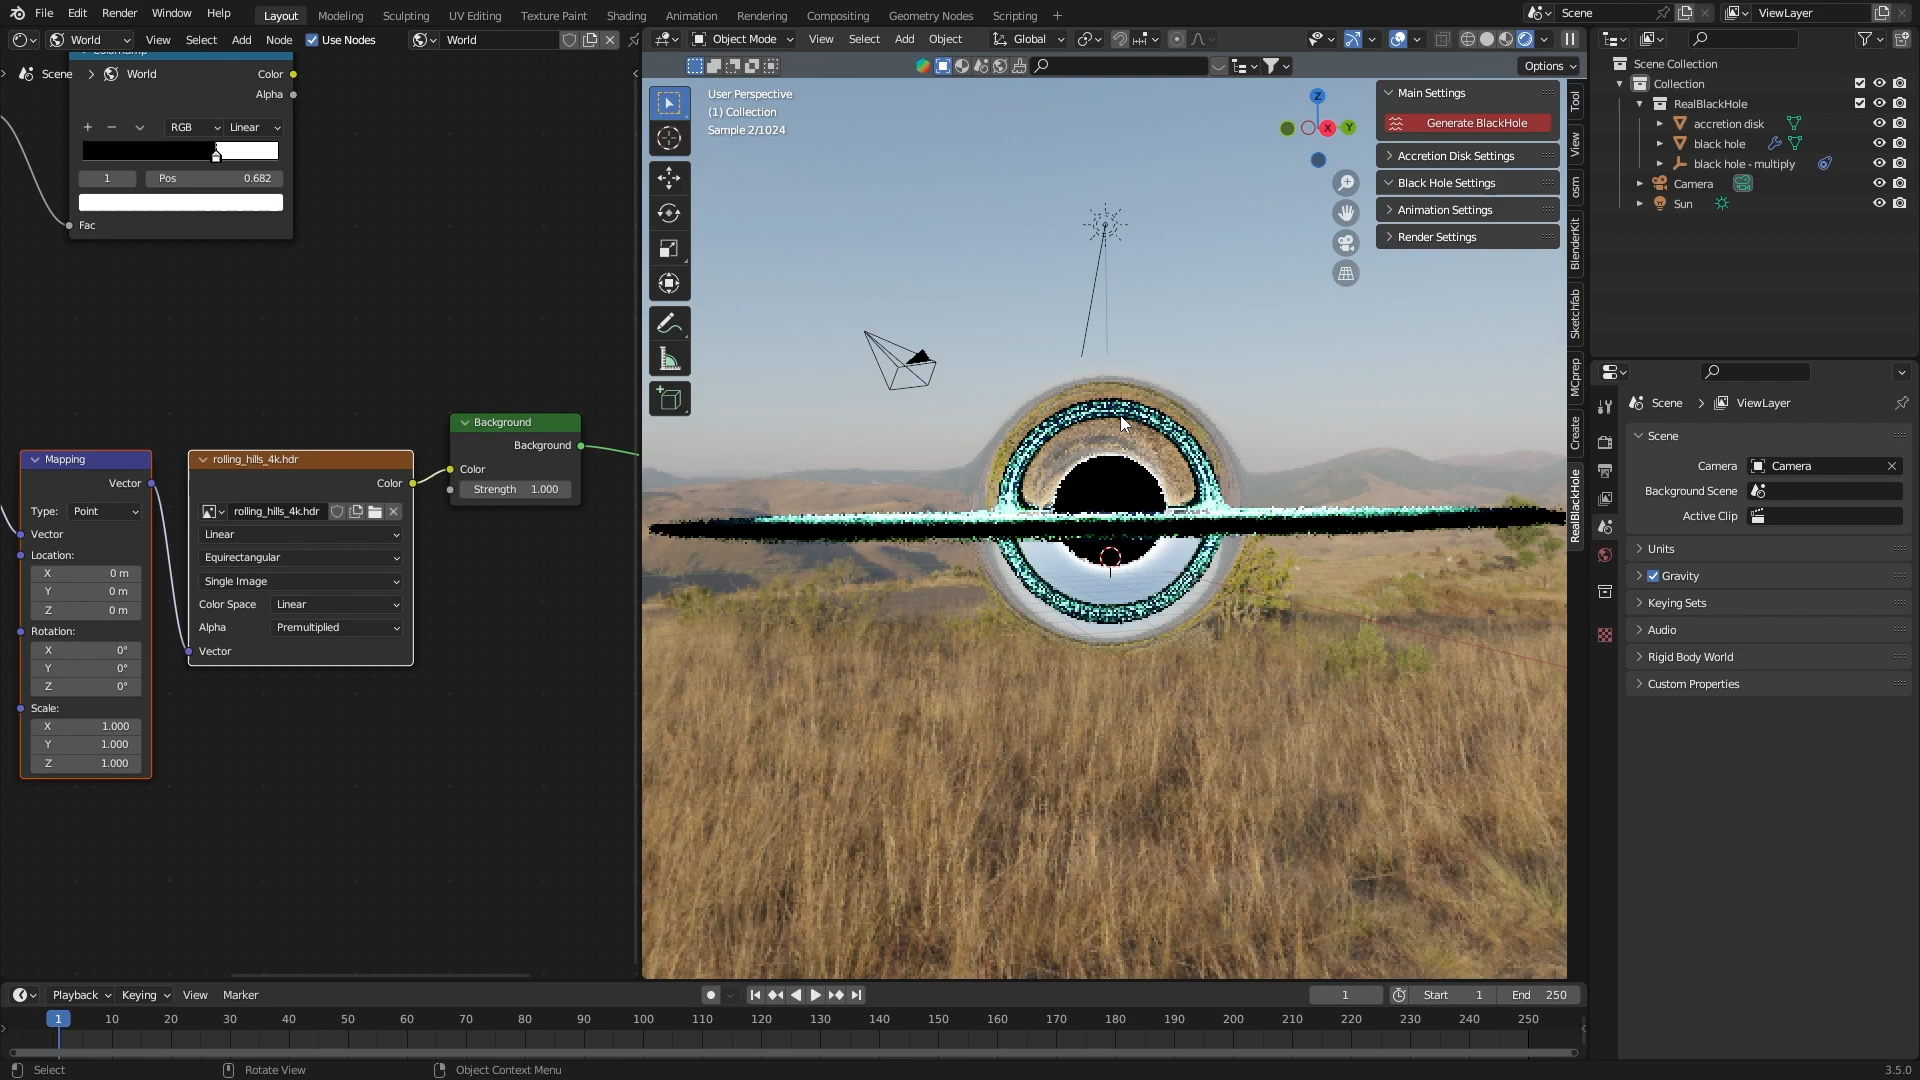 File Edit Render Window Help Layout Modeling Sculpting UV Editing Texture Paint Shading Animation Rendering Compositing Geometry Nodes Scripting + Scene ViewLayer
World View Select Add Node Use Nodes World
Object Mode View Select Add Object Global
Options
Scene > World
Color
Alpha
RGB Linear
1 Pos 0.682
Fac
Background
Background
Color
Strength 1.000
Mapping
Vector
Type: Point
Vector
Location:
X 0 m
Y 0 m
Z 0 m
Rotation:
X 0°
Y 0°
Z 0°
Scale:
X 1.000
Y 1.000
Z 1.000
rolling_hills_4k.hdr
Color
rolling_hills_4k.hdr
Linear
Equirectangular
Single Image
Color Space Linear
Alpha Premultiplied
Vector
User Perspective
(1) Collection
Sample 2/1024
Z
X
Y
Main Settings
Generate BlackHole
Accretion Disk Settings
Black Hole Settings
Animation Settings
Render Settings
Tool
View
osm
BlenderKit
Sketchfab
MCprep
Create
RealBlackHole
Scene Collection
Collection
RealBlackHole
accretion disk
black hole
black hole - multiply
Camera
Sun
Scene > ViewLayer
Scene
Camera Camera
Background Scene
Active Clip
Units
Gravity
Keying Sets
Audio
Rigid Body World
Custom Properties
Playback Keying View Marker 1 Start 1 End 250
1 10 20 30 40 50 60 70 80 90 100 110 120 130 140 150 160 170 180 190 200 210 220 230 240 250
Select Rotate View Object Context Menu 3.5.0